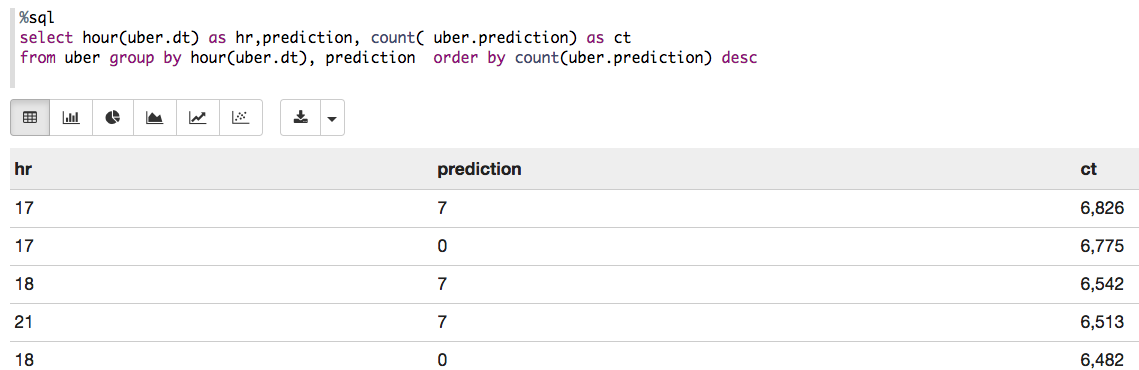 %sql
select hour(uber.dt) as hr,prediction, count( uber.prediction) as ct
from uber group by hour(uber.dt), prediction  order by count(uber.prediction) desc
hr prediction ct
17 7 6,826
17 0 6,775
18 7 6,542
21 7 6,513
18 0 6,482